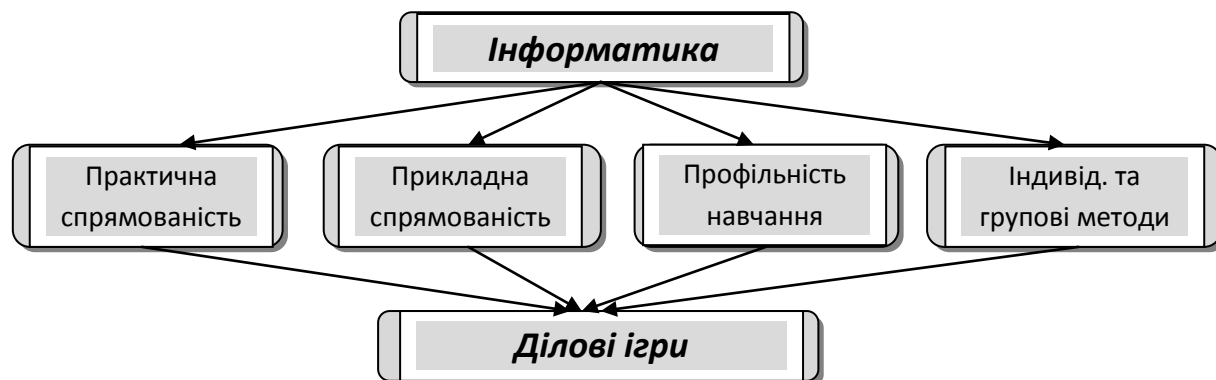 Інформатика
Практична
спрямованість
Прикладна
спрямованість
Профільність
навчання
Індивід. та
групові методи
Ділові ігри